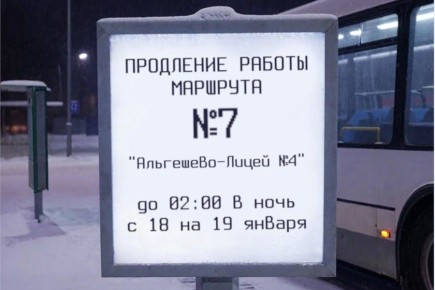 ПРОДЛЕНИЕ РАБОТЫ
МАРШРУТА
№7
"Альгешево-Лицей №4"
до 02:00 в ночь
с 18 на 19 января